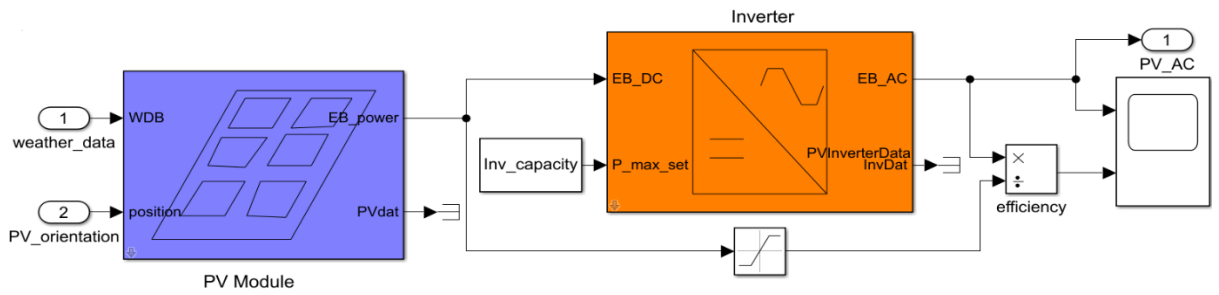 Inverter
1
PV_AC
EB_DC
EB_AC
WDB
EB_power
1
weather_data
Inv_capacity
P_max_set
PVInverterData
InvDat
×
÷
efficiency
2
PV_orientation
position
PVdat
PV Module